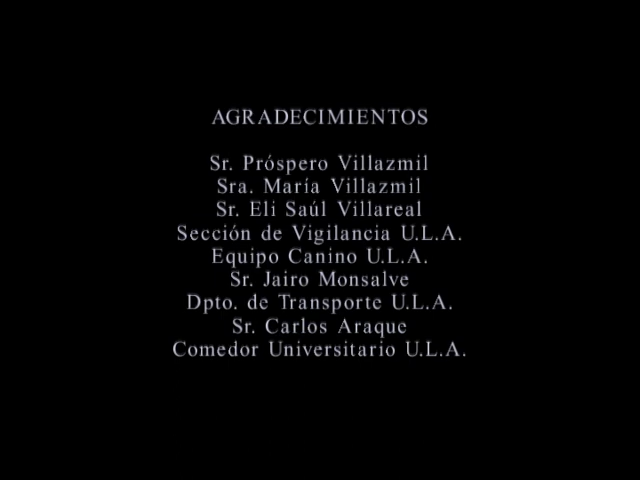 AGRADECIMIENTOS
Sr. Próspero Villazmil
Sra. María Villazmil
Sr. Eli Saúl Villareal
Sección de Vigilancia U.L.A.
Equipo Canino U.L.A.
Sr. Jairo Monsalve
Dpto. de Transporte U.L.A.
Sr. Carlos Araque
Comedor Universitario U.L.A.